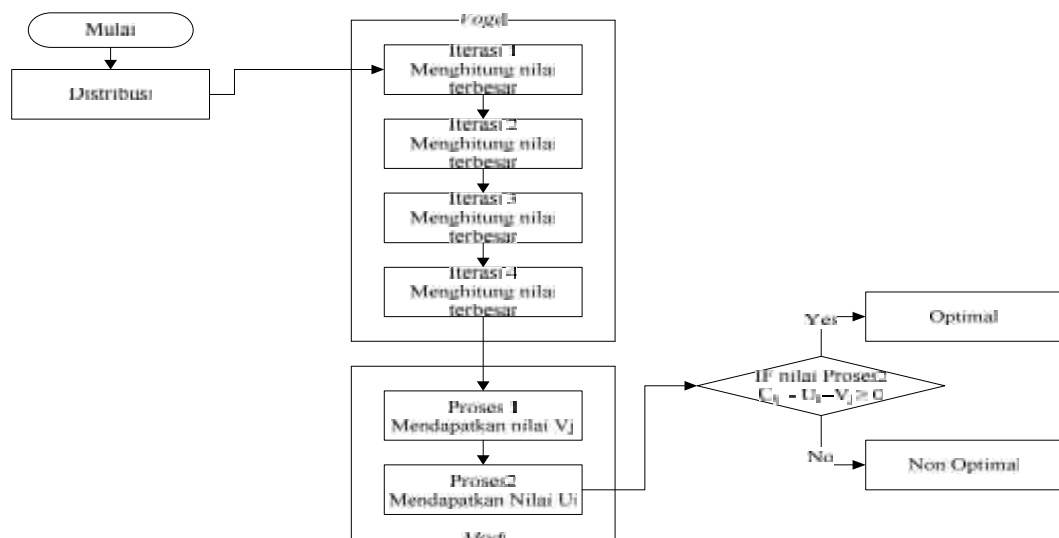 Mulai
Distribusi
Vogel
Iterasi 1
Menghitung nilai
terbesar
Iterasi 2
Menghitung nilai
terbesar
Iterasi 3
Menghitung nilai
terbesar
Iterasi 4
Menghitung nilai
terbesar
Proses 1
Mendapatkan nilai Vj
Proses2
Mendapatkan Nilai Ui
Modi
IF nilai Proses2
Cij - Ui - Vj ≥ 0
Yes
Optimal
No
Non Optimal